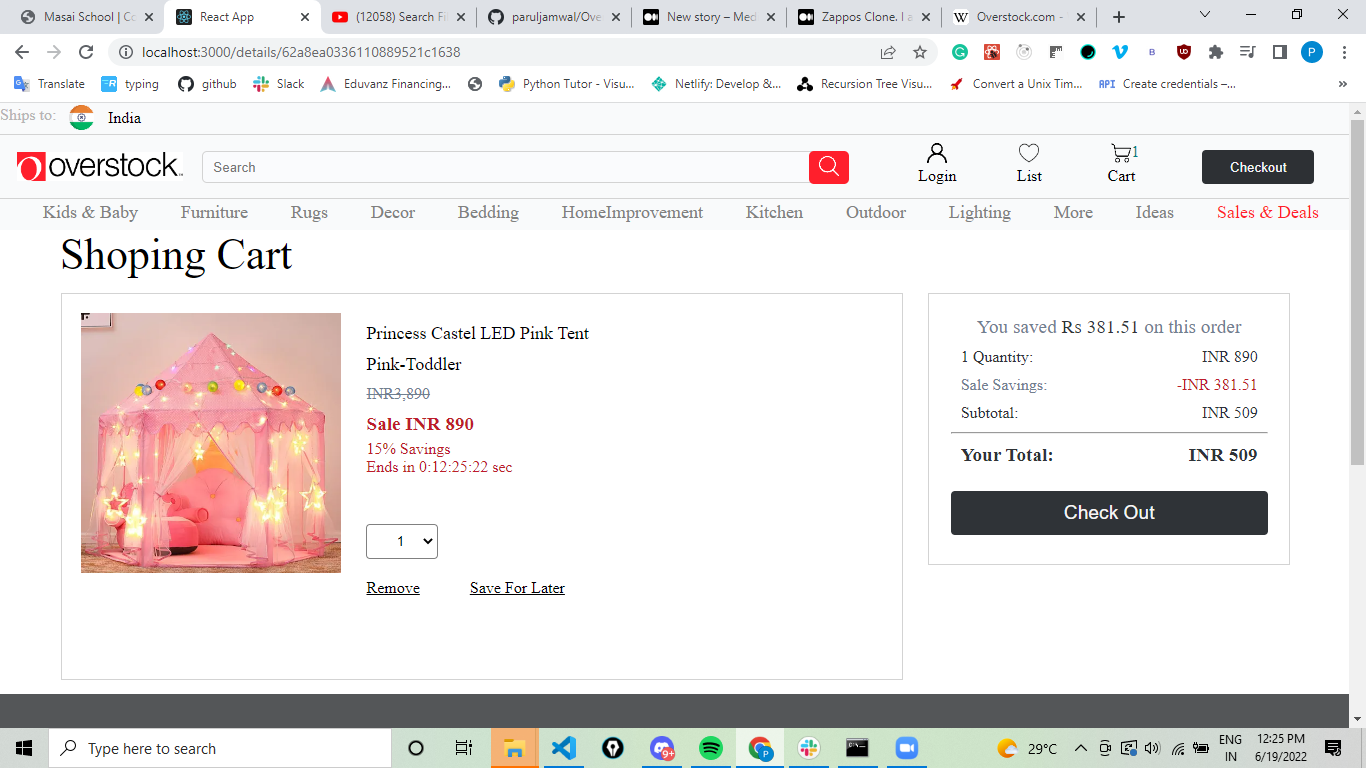 Masai School | Co
React App
(12058) Search Fi
paruljamwal/Ove
New story – Med
Zappos Clone. I a
Overstock.com -
localhost:3000/details/62a8ea0336110889521c1638
Translate
typing
github
Slack
Eduvanz Financing...
Python Tutor - Visu...
Netlify: Develop &...
Recursion Tree Visu...
Convert a Unix Tim...
API Create credentials –...
Ships to: India
overstock
Search
Login
List
1
Cart
Checkout
Kids & Baby
Furniture
Rugs
Decor
Bedding
HomeImprovement
Kitchen
Outdoor
Lighting
More
Ideas
Sales & Deals
Shoping Cart
Princess Castel LED Pink Tent
Pink-Toddler
INR3,890
Sale INR 890
15% Savings
Ends in 0:12:25:22 sec
1
Remove
Save For Later
You saved Rs 381.51 on this order
1 Quantity: INR 890
Sale Savings: -INR 381.51
Subtotal: INR 509
Your Total: INR 509
Check Out
Type here to search
9+
29°C
ENG
IN
12:25 PM
6/19/2022